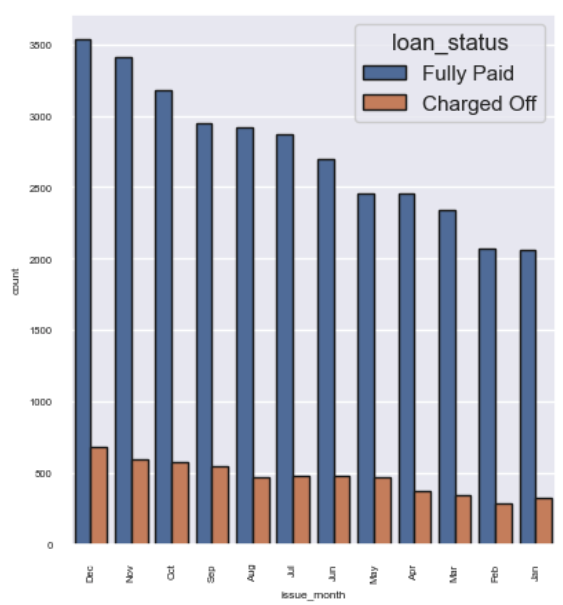 loan_status
Fully Paid
Charged Off
3500
3000
2500
2000
1500
1000
500
0
count
Dec
Nov
Oct
Sep
Aug
Jul
Jun
May
Apr
Mar
Feb
Jan
issue_month